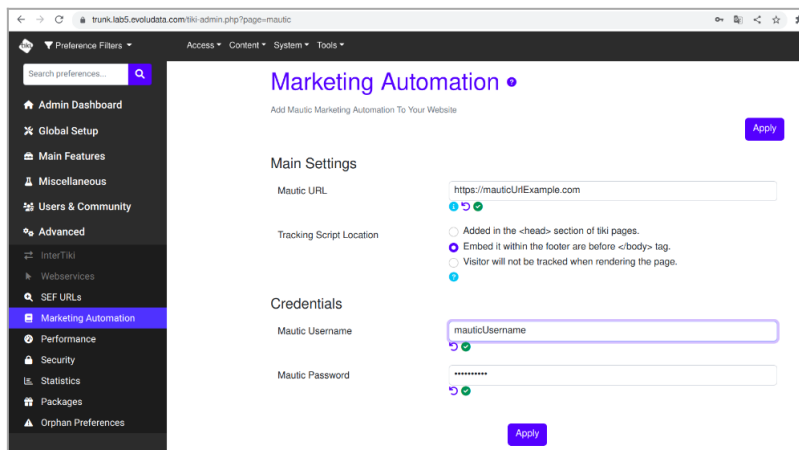 trunk.lab5.evoludata.com/tiki-admin.php?page=mautic
tiki
Preference Filters
Access Content System Tools
Search preferences...
Admin Dashboard
Global Setup
Main Features
Miscellaneous
Users & Community
Advanced
InterTiki
Webservices
SEF URLs
Marketing Automation
Performance
Security
Statistics
Packages
Orphan Preferences
Marketing Automation
Add Mautic Marketing Automation To Your Website
Apply
Main Settings
Mautic URL
https://mauticUrlExample.com
Tracking Script Location
Added in the <head> section of tiki pages.
Embed it within the footer are before </body> tag.
Visitor will not be tracked when rendering the page.
Credentials
Mautic Username
mauticUsername
Mautic Password
••••••••••
Apply